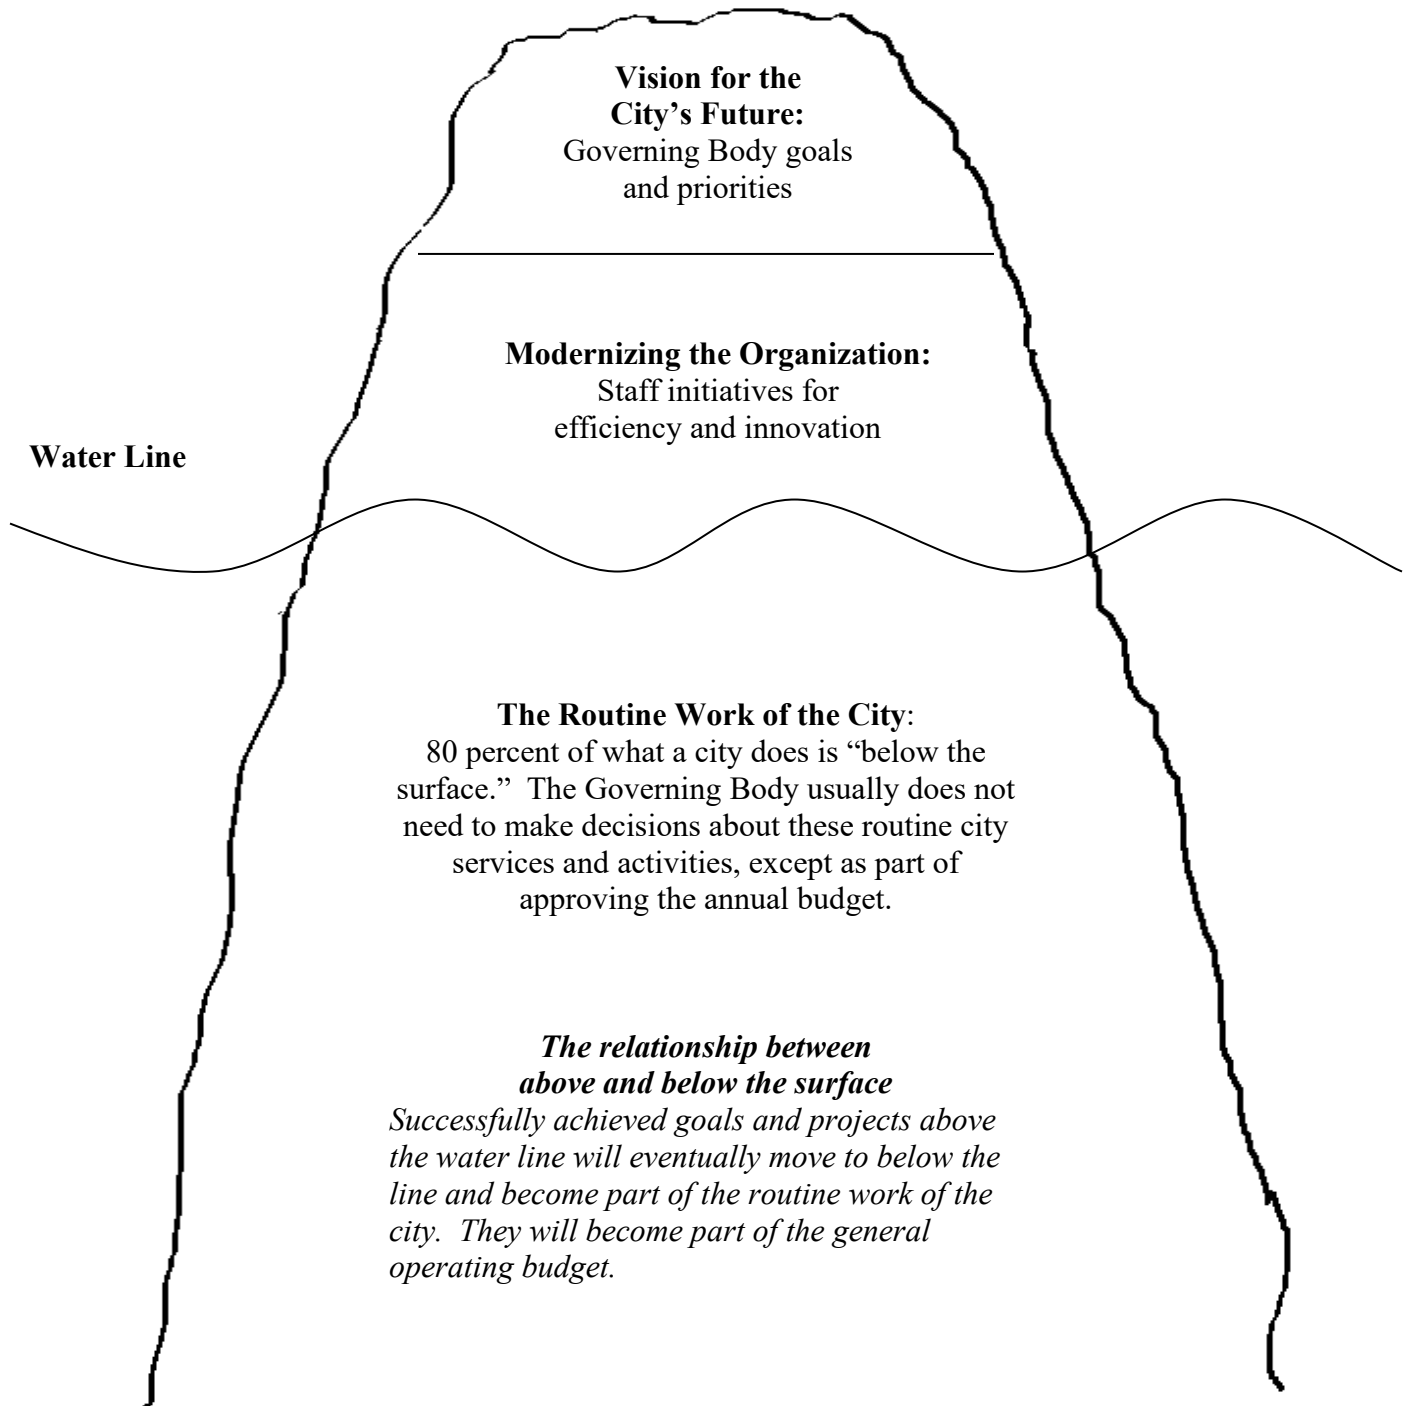 Vision for the
City’s Future:
Governing Body goals
and priorities
Modernizing the Organization:
Staff initiatives for
efficiency and innovation
Water Line
The Routine Work of the City:
80 percent of what a city does is “below the
surface.”  The Governing Body usually does not
need to make decisions about these routine city
services and activities, except as part of
approving the annual budget.
The relationship between
above and below the surface
Successfully achieved goals and projects above
the water line will eventually move to below the
line and become part of the routine work of the
city.  They will become part of the general
operating budget.